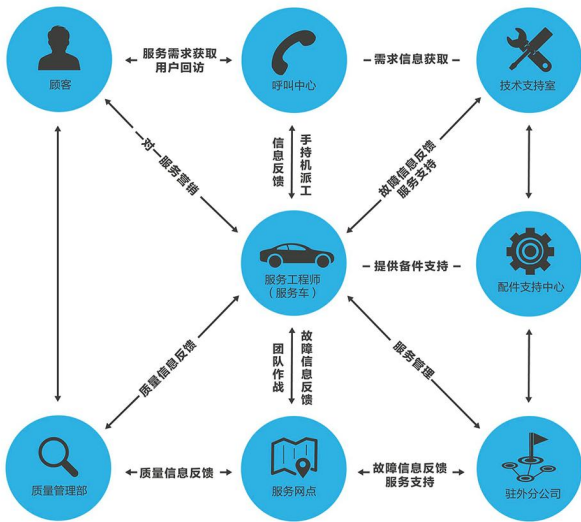 顾客
服务需求获取
用户回访
呼叫中心
需求信息获取
技术支持室
一对一服务营销
信息反馈
手持机派工
故障信息反馈
服务支持
服务工程师
（服务车）
提供备件支持
配件支持中心
质量信息反馈
团队作战
故障信息反馈
服务管理
质量管理部
质量信息反馈
服务网点
故障信息反馈
服务支持
驻外分公司